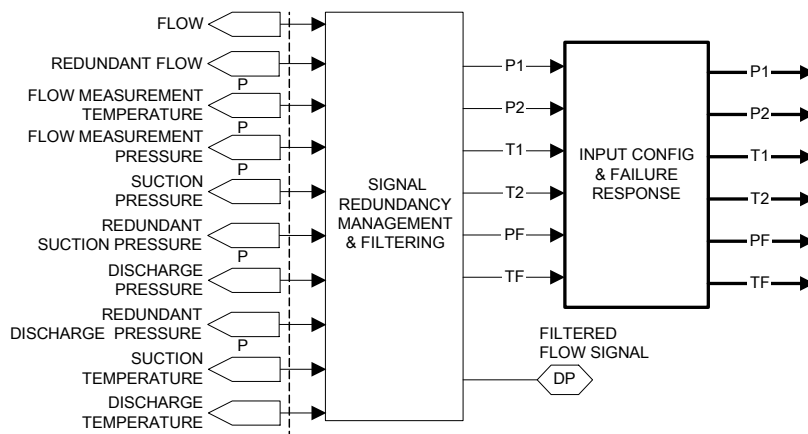 FLOW
REDUNDANT FLOW
P
FLOW MEASUREMENT
TEMPERATURE
P
FLOW MEASUREMENT
PRESSURE
P
SUCTION
PRESSURE
REDUNDANT
SUCTION PRESSURE
P
DISCHARGE
PRESSURE
REDUNDANT
DISCHARGE PRESSURE
P
SUCTION
TEMPERATURE
DISCHARGE
TEMPERATURE
SIGNAL
REDUNDANCY
MANAGEMENT
& FILTERING
P1
P2
T1
T2
PF
TF
INPUT CONFIG
& FAILURE
RESPONSE
P1
P2
T1
T2
PF
TF
FILTERED
FLOW SIGNAL
DP